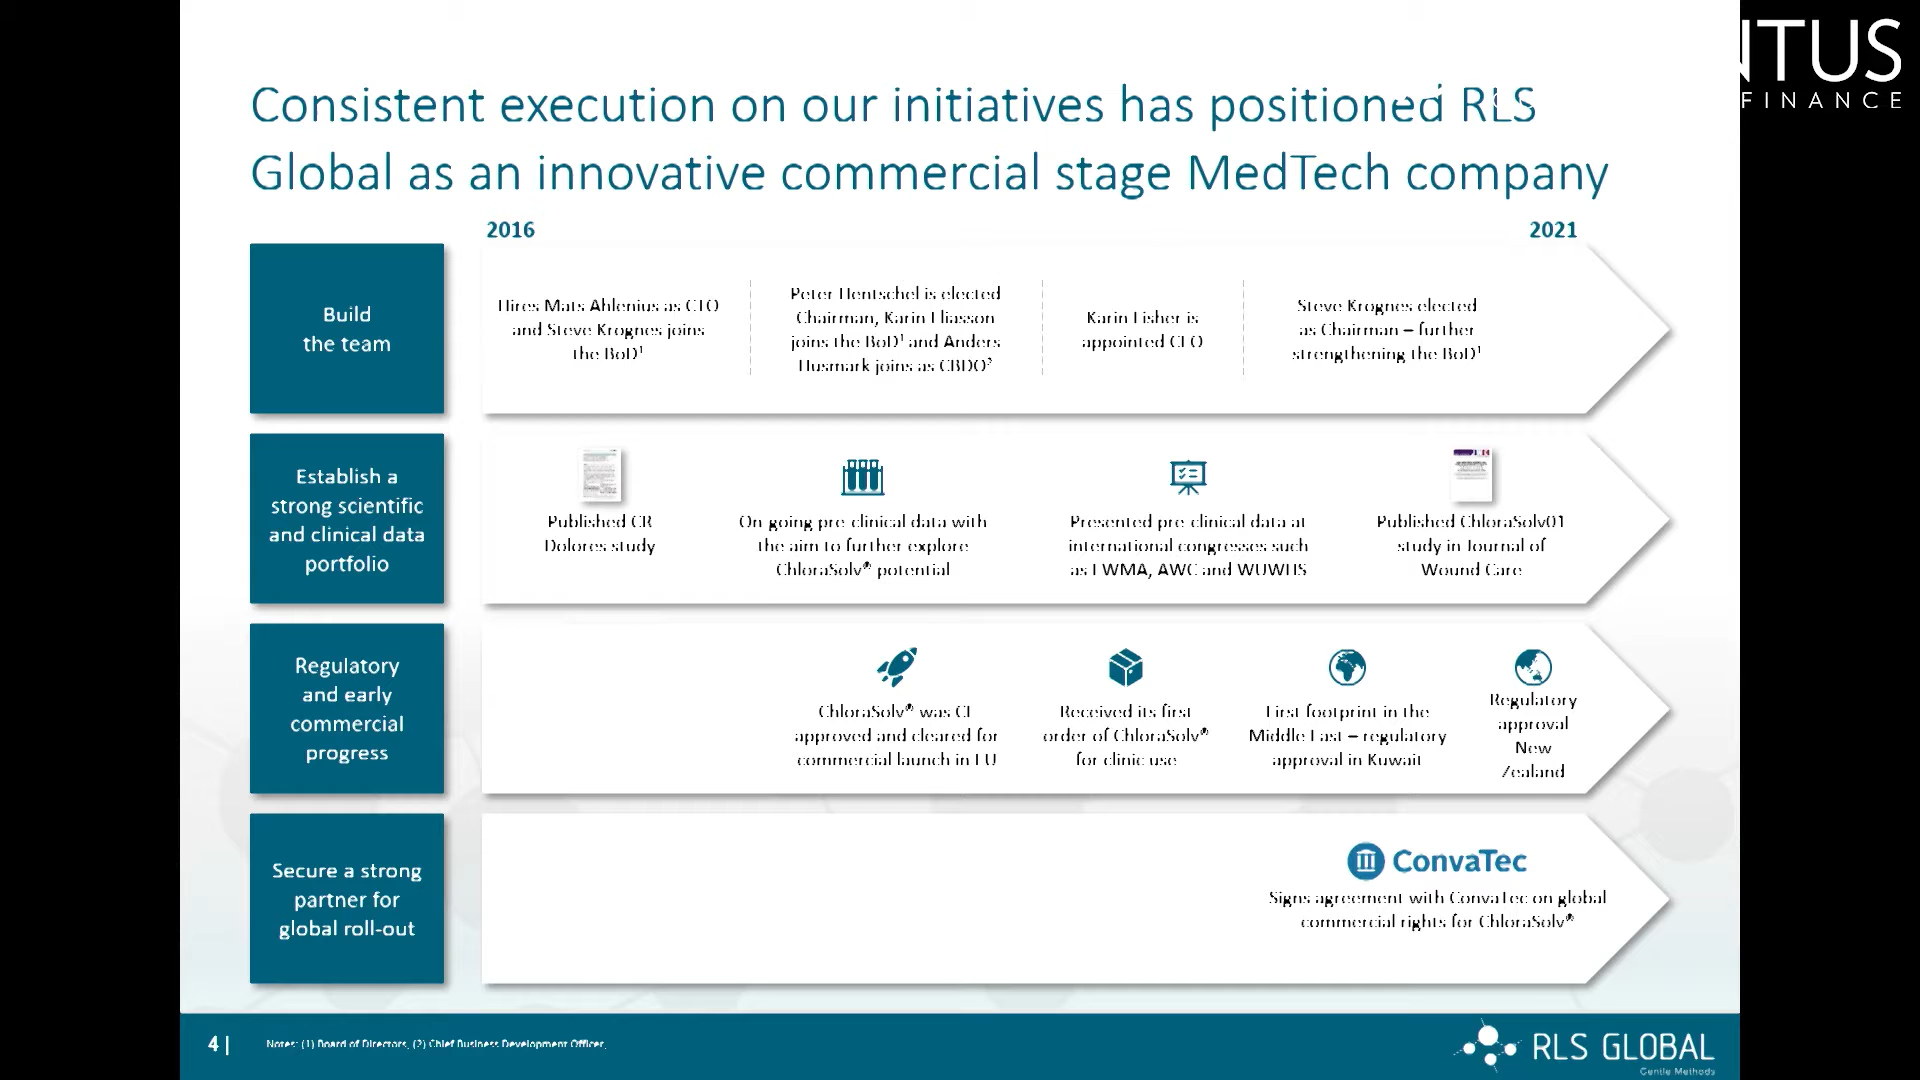 NTUS
FINANCE
Consistent execution on our initiatives has positioned RLS
Global as an innovative commercial stage MedTech company
2016
2021
Build
the team
Hires Mats Ahlenius as CTO
and Steve Krognes joins
the BoD¹
Peter Hentschel is elected
Chairman, Karin Eliasson
joins the BoD¹ and Anders
Husmark joins as CBDO²
Karin Fisher is
appointed CEO
Steve Krognes elected
as Chairman – further
strengthening the BoD¹
Establish a
strong scientific
and clinical data
portfolio
Published CR
Dolores study
On-going pre-clinical data with
the aim to further explore
ChloraSolv® potential
Presented pre-clinical data at
international congresses such
as EWMA, AWC and WUWHS
Published ChloraSolv01
study in Journal of
Wound Care
Regulatory
and early
commercial
progress
ChloraSolv® was CE
approved and cleared for
commercial launch in EU
Received its first
order of ChloraSolv®
for clinic use
First footprint in the
Middle East – regulatory
approval in Kuwait
Regulatory
approval
New
Zealand
Secure a strong
partner for
global roll-out
ConvaTec
Signs agreement with ConvaTec on global
commercial rights for ChloraSolv®
4 |
Notes: (1) Board of Directors, (2) Chief Business Development Officer,
RLS GLOBAL
Gentle Methods